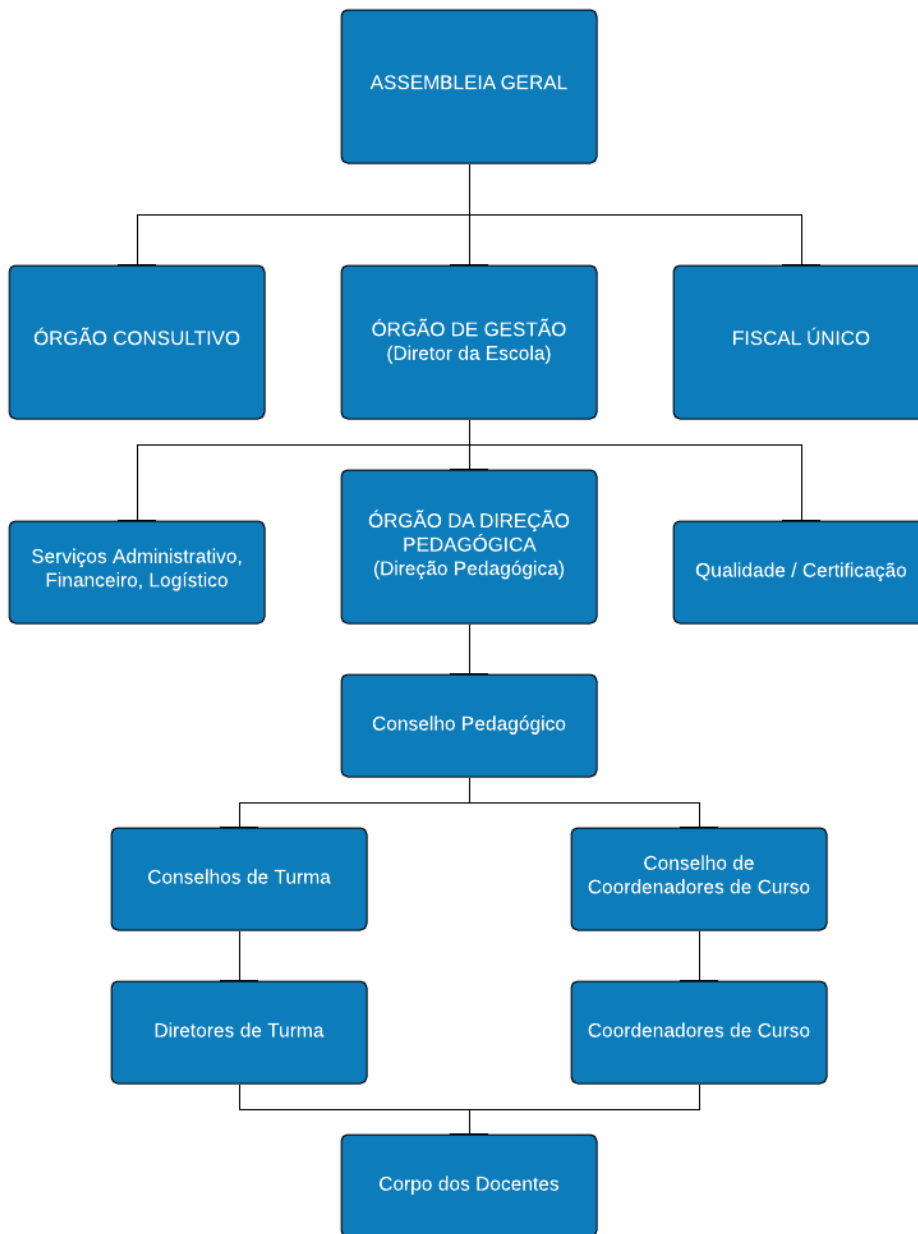 ASSEMBLEIA GERAL
ÓRGÃO CONSULTIVO
ÓRGÃO DE GESTÃO
(Diretor da Escola)
FISCAL ÚNICO
Serviços Administrativo,
Financeiro, Logístico
ÓRGÃO DA DIREÇÃO
PEDAGÓGICA
(Direção Pedagógica)
Qualidade / Certificação
Conselho Pedagógico
Conselhos de Turma
Conselho de
Coordenadores de Curso
Diretores de Turma
Coordenadores de Curso
Corpo dos Docentes